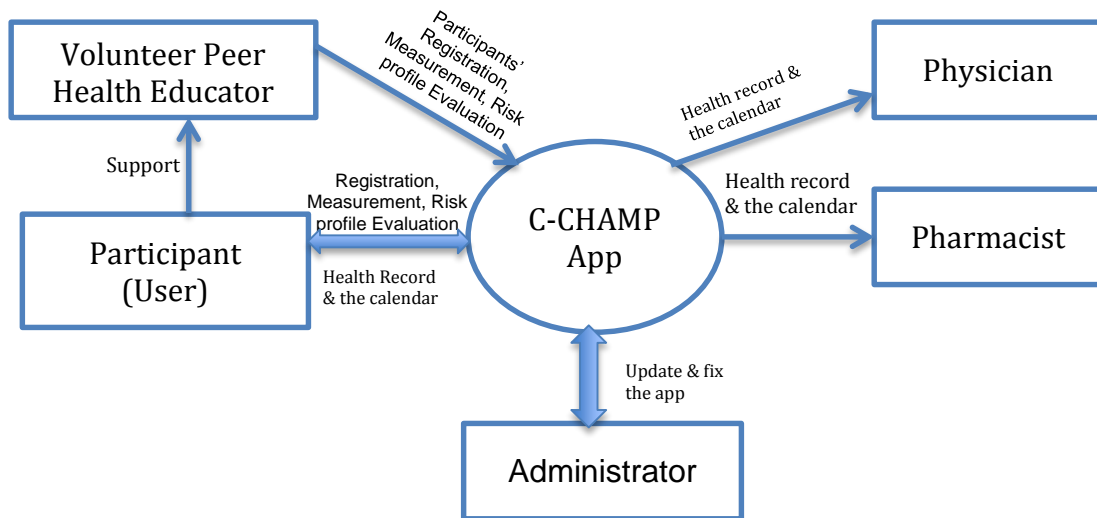 Volunteer Peer
Health Educator
Participants’
Registration,
Measurement, Risk
profile Evaluation
Physician
Health record &
the calendar
Support
Registration,
Measurement, Risk
profile Evaluation
C-CHAMP
App
Health record
& the calendar
Pharmacist
Participant
(User)
Health Record
& the calendar
Update & fix
the app
Administrator